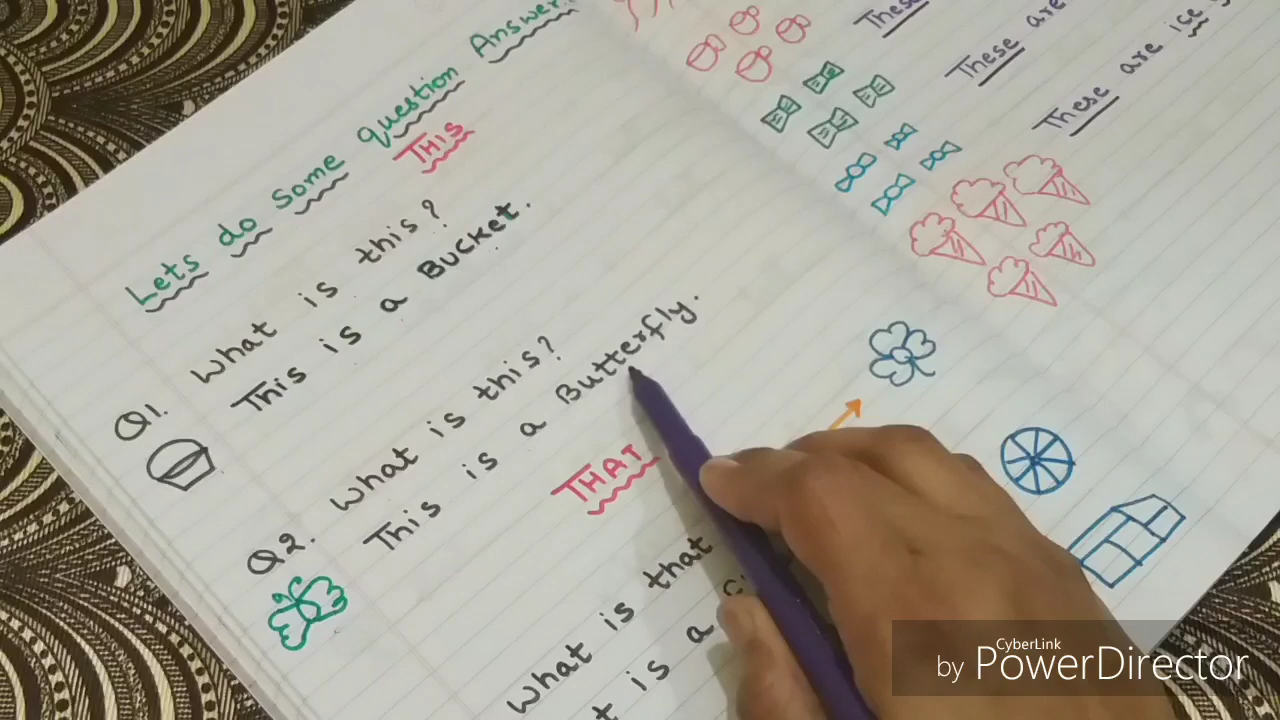 Lets do Some question Answer.
THIS
Q1. What is this?
This is a Bucket.
Q2. What is this?
This is a Butterfly.
THAT
What is that
is a
These
These are
These are ice
CyberLink
by PowerDirector